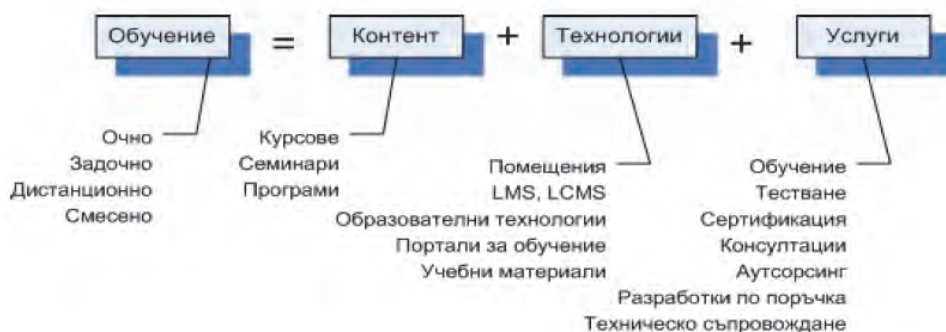 Обучение = Контент + Технологии + Услуги
Очно
Задочно
Дистанционно
Смесено
Курсове
Семинари
Програми
Помещения
LMS, LCMS
Образователни технологии
Портали за обучение
Учебни материали
Обучение
Тестване
Сертификация
Консултации
Аутсорсинг
Разработки по поръчка
Техническо съпровождане